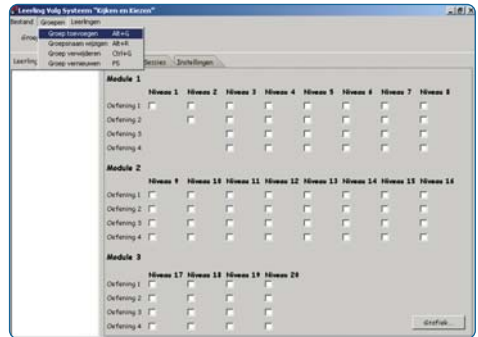 Leerling Volg Systeem "Kijken en Kiezen"
Bestand Groepen Leerlingen
Groep toevoegen Alt+G
Groepsnaam wijzigen Alt+R
Groep verwijderen Ctrl+G
Groep vernieuwen F5
Sessies Instellingen
Module 1
Niveau 1 Niveau 2 Niveau 3 Niveau 4 Niveau 5 Niveau 6 Niveau 7 Niveau 8
Oefening 1
Oefening 2
Oefening 3
Oefening 4
Module 2
Niveau 9 Niveau 10 Niveau 11 Niveau 12 Niveau 13 Niveau 14 Niveau 15 Niveau 16
Oefening 1
Oefening 2
Oefening 3
Oefening 4
Module 3
Niveau 17 Niveau 18 Niveau 19 Niveau 20
Oefening 1
Oefening 2
Oefening 3
Oefening 4
Grafiek...